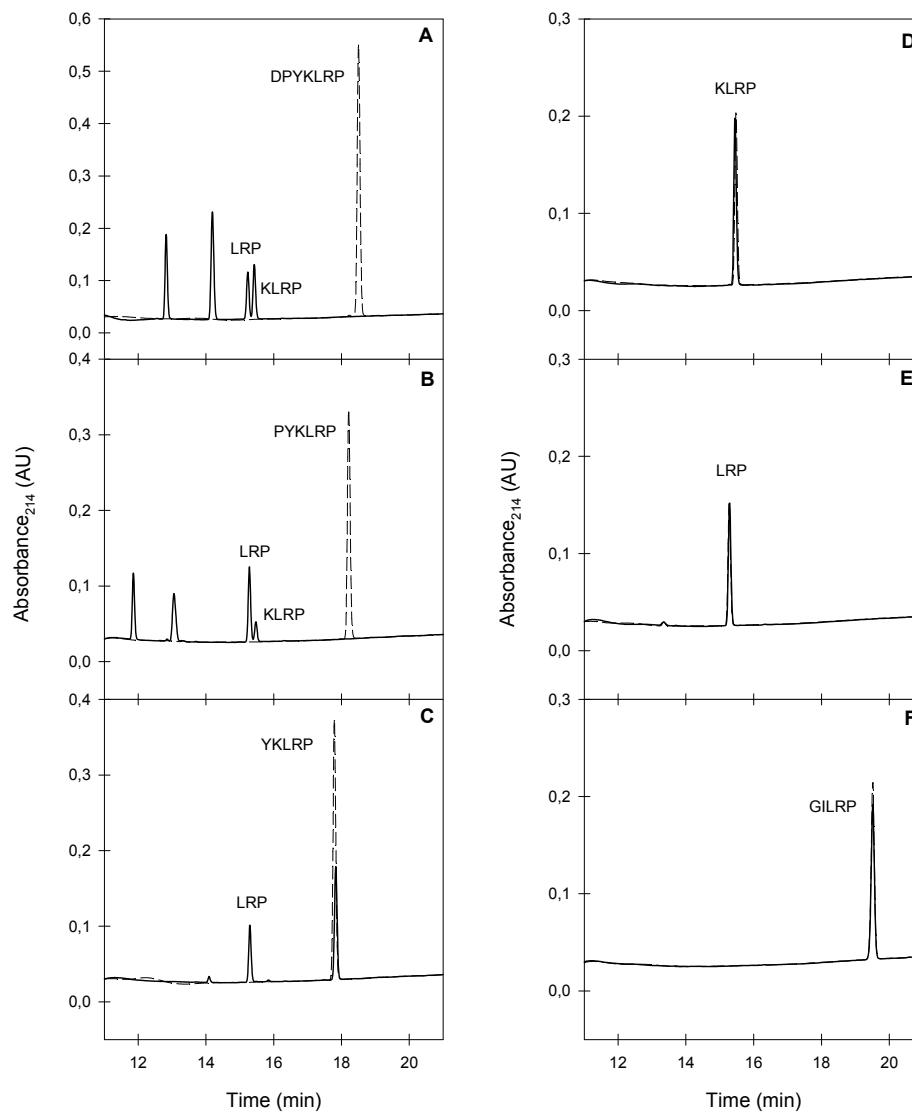 A
0,6
0,5
0,4
0,3
0,2
0,1
0,0
DPYKLRP
LRP
KLRP
B
0,4
0,3
0,2
0,1
0,0
PYKLRP
LRP
KLRP
C
0,4
0,3
0,2
0,1
0,0
YKLRP
LRP
12 14 16 18 20
Time (min)
Absorbance214 (AU)
D
0,3
0,2
0,1
0,0
KLRP
E
0,3
0,2
0,1
0,0
LRP
F
0,3
0,2
0,1
0,0
GILRP
12 14 16 18 20
Time (min)
Absorbance214 (AU)